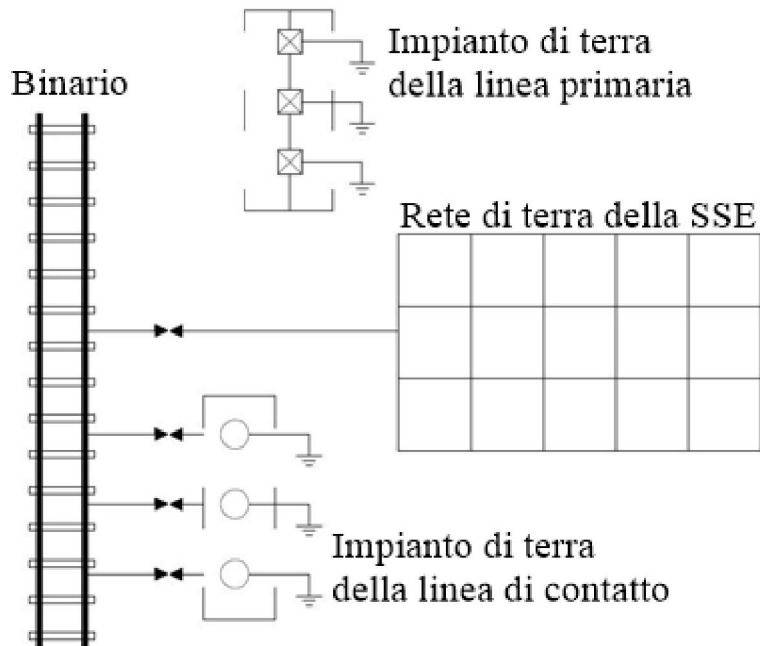 Impianto di terra
della linea primaria
Binario
Rete di terra della SSE
Impianto di terra
della linea di contatto